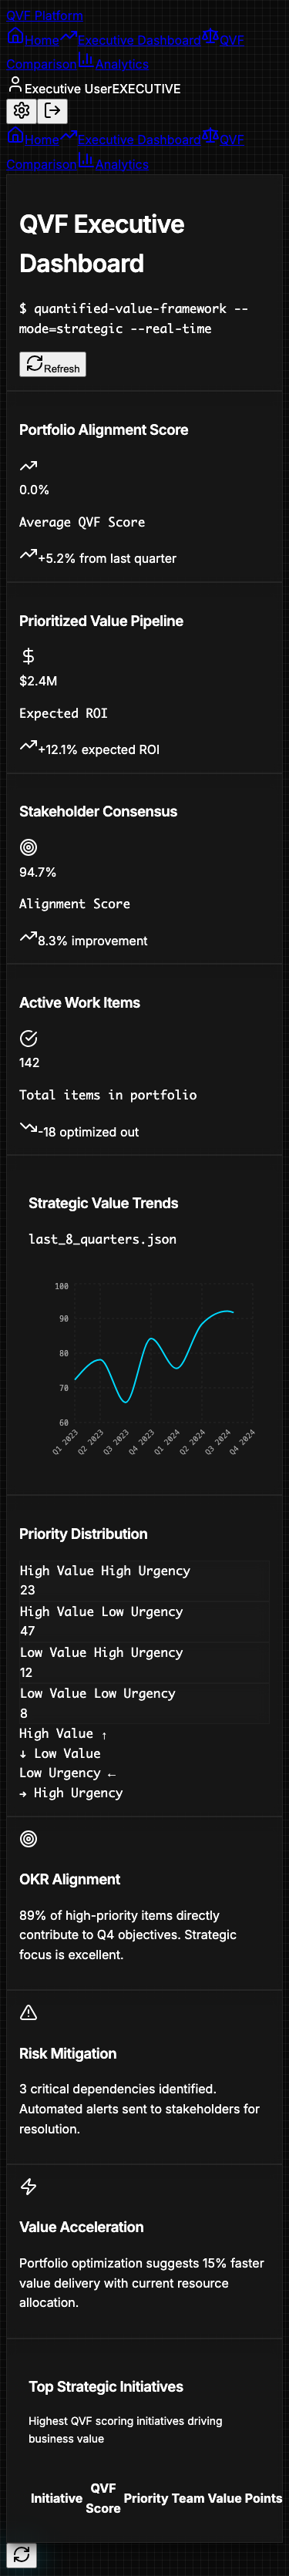 QVF Platform
Home Executive Dashboard QVF
Comparison Analytics
Executive UserEXECUTIVE
Home Executive Dashboard QVF
Comparison Analytics
QVF Executive
Dashboard
$ quantified-value-framework --
mode=strategic --real-time
Refresh
Portfolio Alignment Score
0.0%
Average QVF Score
+5.2% from last quarter
Prioritized Value Pipeline
$2.4M
Expected ROI
+12.1% expected ROI
Stakeholder Consensus
94.7%
Alignment Score
8.3% improvement
Active Work Items
142
Total items in portfolio
-18 optimized out
Strategic Value Trends
last_8_quarters.json
100
90
80
70
60
Q1 2023 Q2 2023 Q3 2023 Q4 2023 Q1 2024 Q2 2024 Q3 2024 Q4 2024
Priority Distribution
High Value High Urgency
23
High Value Low Urgency
47
Low Value High Urgency
12
Low Value Low Urgency
8
High Value ↑
↓ Low Value
Low Urgency ←
→ High Urgency
OKR Alignment
89% of high-priority items directly
contribute to Q4 objectives. Strategic
focus is excellent.
Risk Mitigation
3 critical dependencies identified.
Automated alerts sent to stakeholders for
resolution.
Value Acceleration
Portfolio optimization suggests 15% faster
value delivery with current resource
allocation.
Top Strategic Initiatives
Highest QVF scoring initiatives driving
business value
Initiative QVF Score Priority Team Value Points